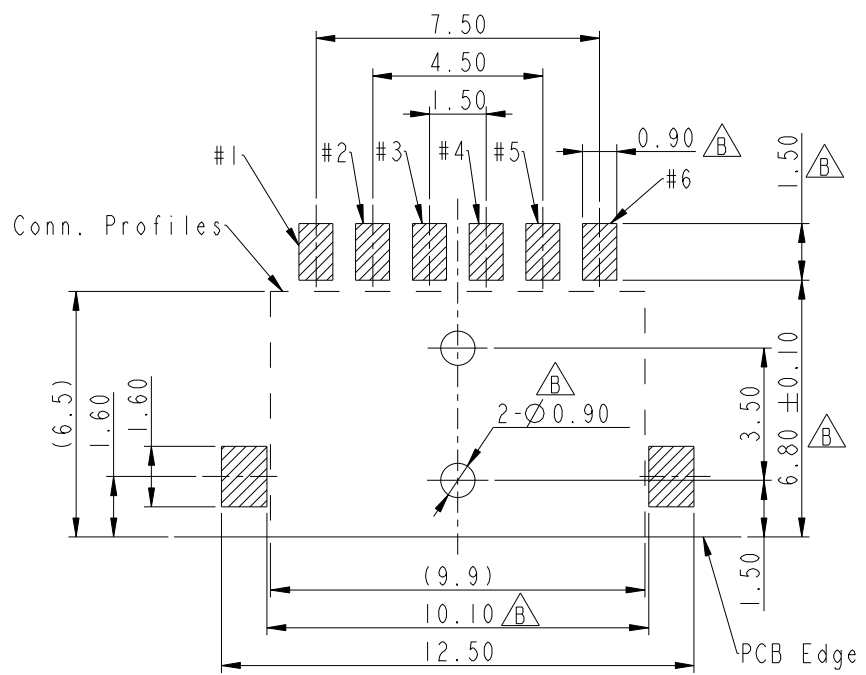 7.50
4.50
1.50
0.90 B
1.50 B
#1
#2
#3
#4
#5
#6
Conn. Profiles
(6.5)
1.60
1.60
B
2-∅0.90
3.50
6.80 ±0.10 B
1.50
(9.9)
10.10 B
12.50
PCB Edge